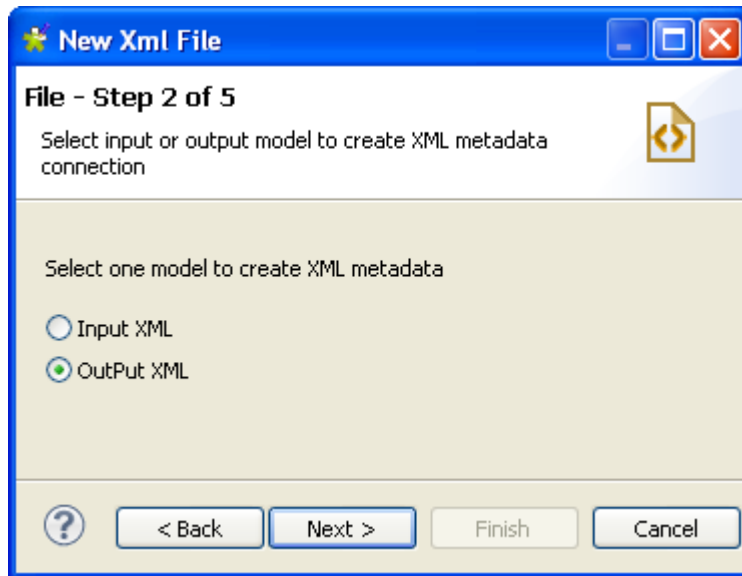 New Xml File
File - Step 2 of 5
Select input or output model to create XML metadata
connection
Select one model to create XML metadata
Input XML
OutPut XML
?
< Back
Next >
Finish
Cancel